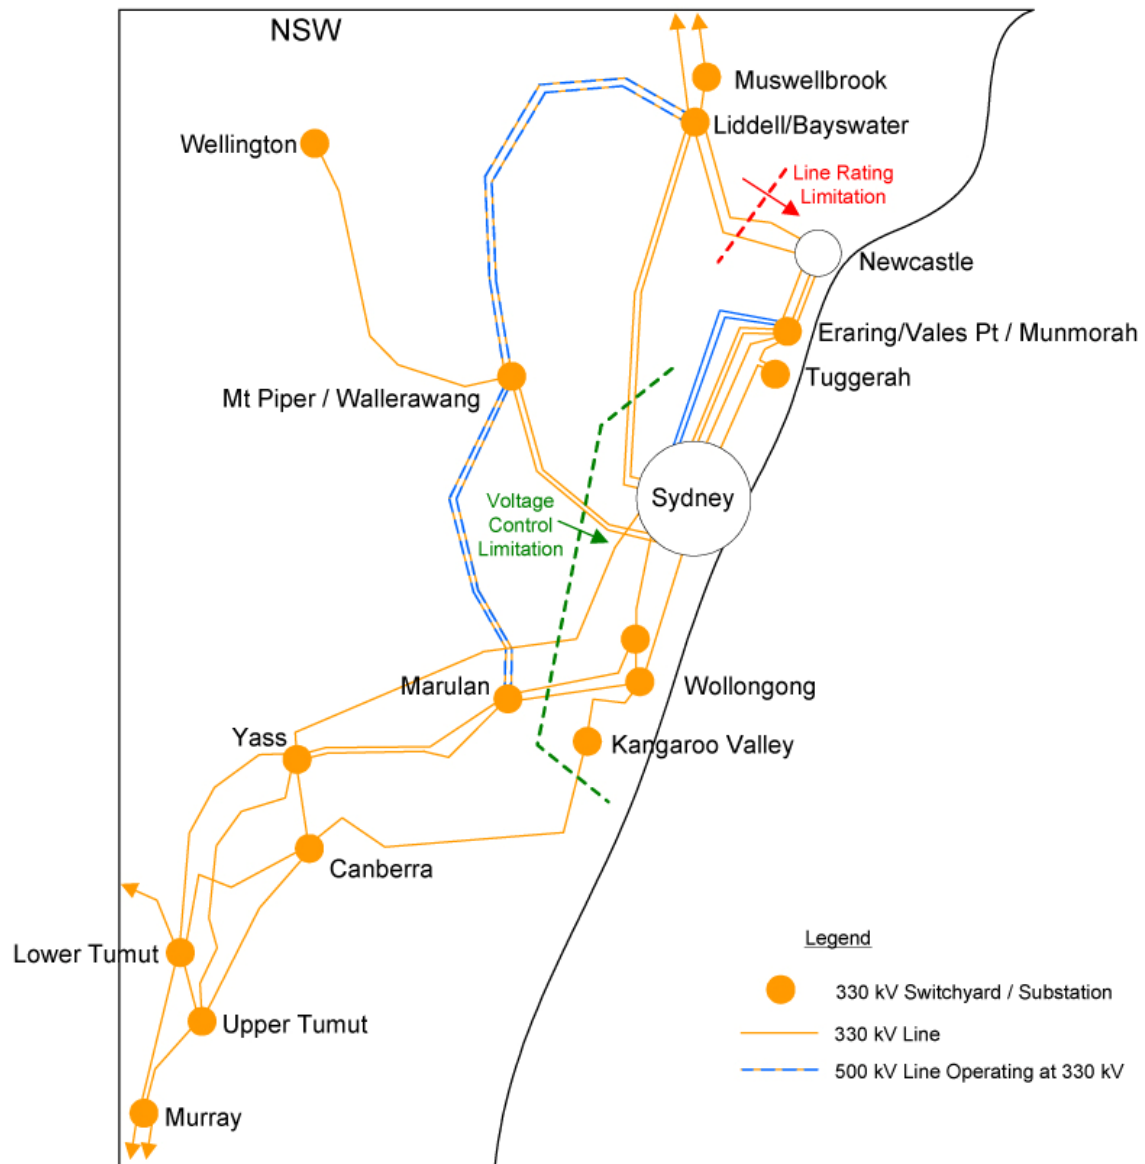 NSW
Muswellbrook
Liddell/Bayswater
Wellington
Line Rating
Limitation
Newcastle
Eraring/Vales Pt / Munmorah
Tuggerah
Mt Piper / Wallerawang
Sydney
Voltage
Control
Limitation
Marulan
Wollongong
Yass
Kangaroo Valley
Canberra
Lower Tumut
Upper Tumut
Murray
Legend
330 kV Switchyard / Substation
330 kV Line
500 kV Line Operating at 330 kV